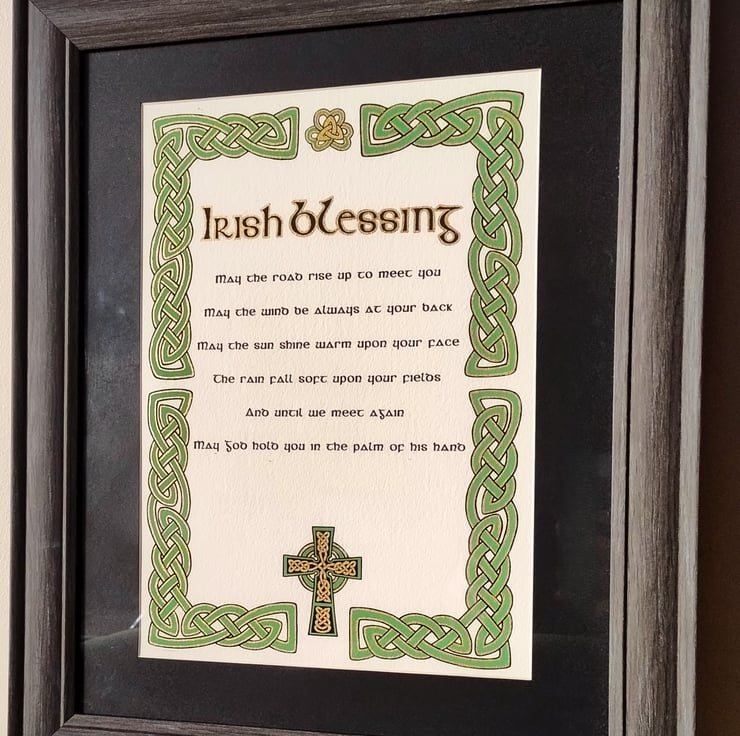 Irish blessing
May the road rise up to meet you
May the wind be always at your back
May the sun shine warm upon your face
The rain fall soft upon your fields
And until we meet again
May God hold you in the palm of his hand